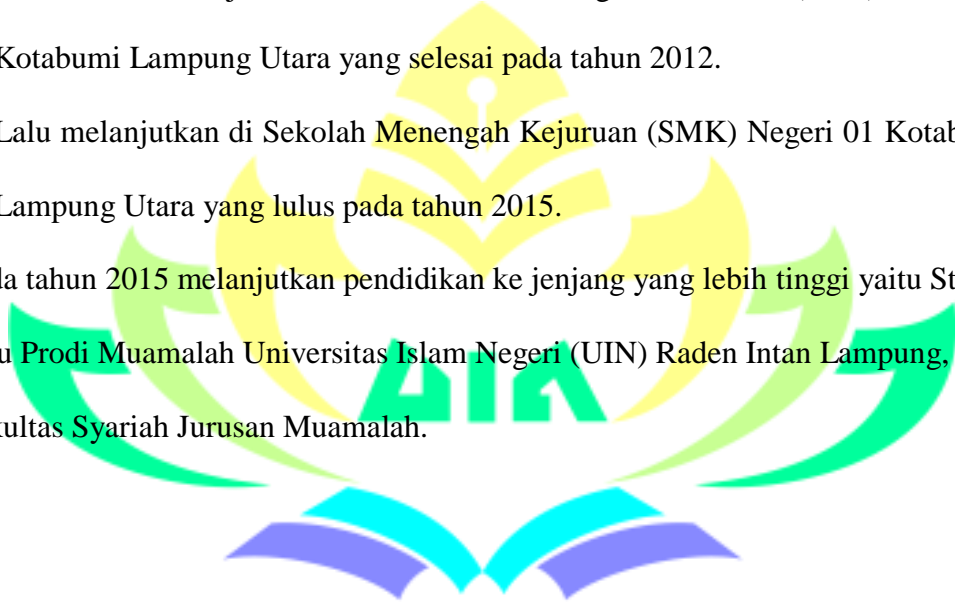 Kotabumi Lampung Utara yang selesai pada tahun 2012.
Lalu melanjutkan di Sekolah Menengah Kejuruan (SMK) Negeri 01 Kotab
Lampung Utara yang lulus pada tahun 2015.
da tahun 2015 melanjutkan pendidikan ke jenjang yang lebih tinggi yaitu St
u Prodi Muamalah Universitas Islam Negeri (UIN) Raden Intan Lampung,
kultas Syariah Jurusan Muamalah.